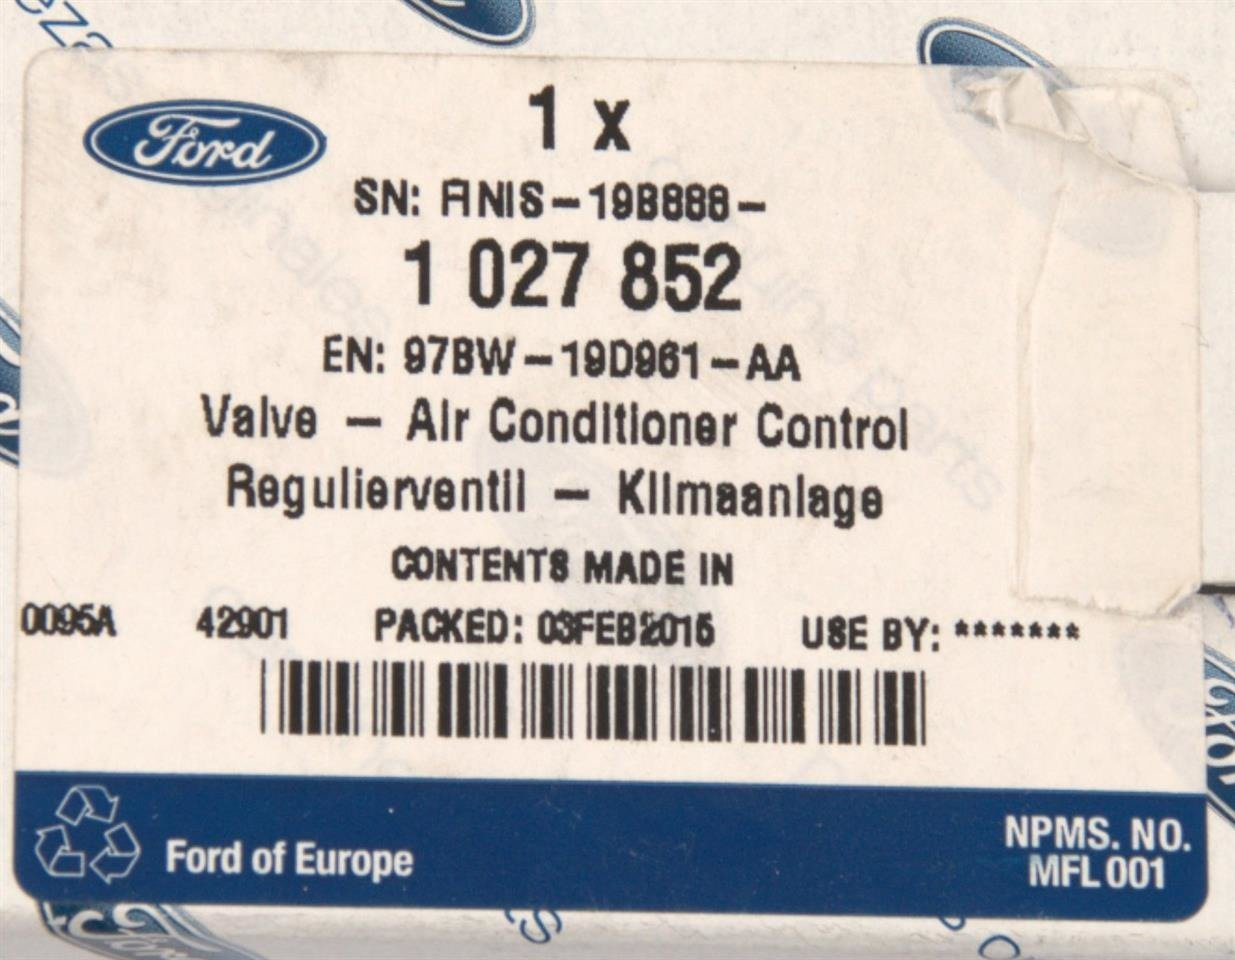 Ford
1 x
SN: FINIS-19B888-
1 027 852
EN: 97BW-19D961-AA
Valve - Air Conditioner Control
Regulierventil - Klimaanlage
CONTENTS MADE IN
0095A 42901 PACKED: 03FEB2015 USE BY: *******
Ford of Europe
NPMS. NO.
MFL 001